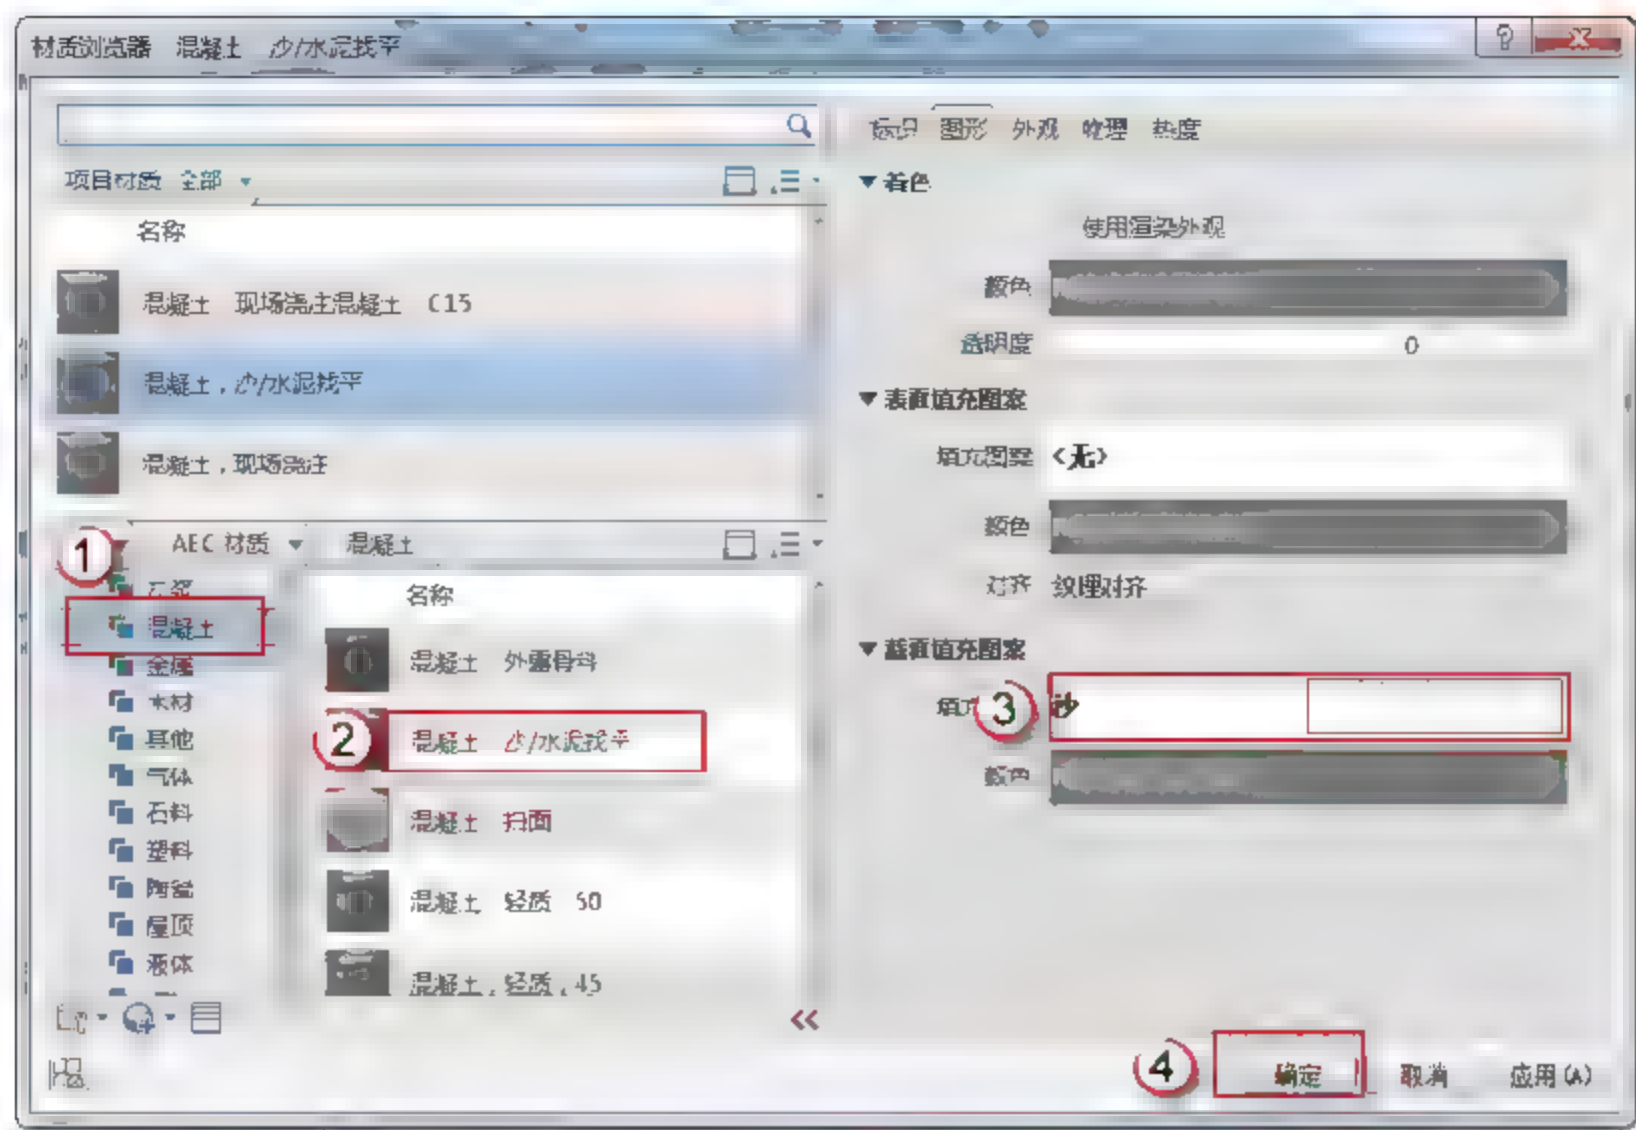 材质浏览器 混凝土 沙/水泥找平
标识 图形 外观 物理 热度
项目材质 全部
名称
混凝土 现场浇注混凝土 C15
混凝土，沙/水泥找平
混凝土，现场浇注
1 AEC 材质 混凝土
石瓷
混凝土
金属
木材
其他
气体
石料
塑料
陶瓷
屋顶
液体
名称
混凝土 外露骨料
2 混凝土 沙/水泥找平
混凝土 扫面
混凝土 轻质 50
混凝土，轻质，45
着色
使用渲染外观
颜色
透明度 0
表面填充图案
填充图案 <无>
颜色
对齐 纹理对齐
截面填充图案
3 砂
颜色
4 确定 取消 应用(A)